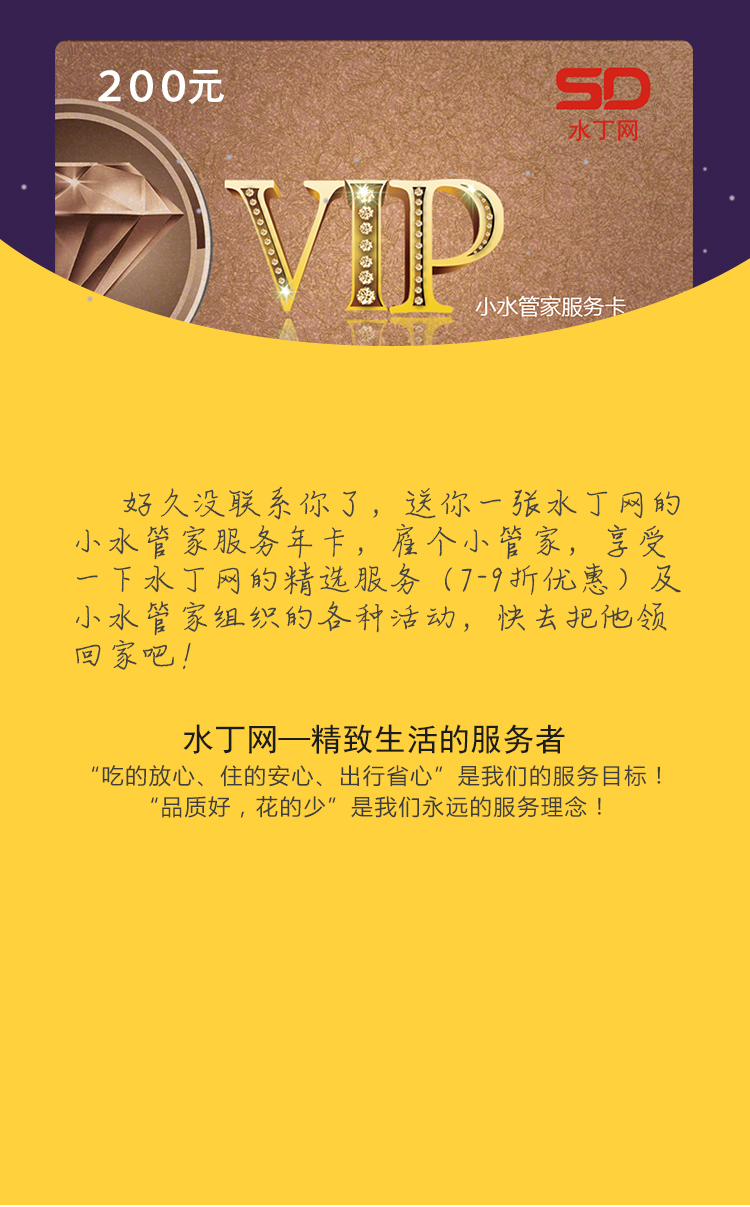 200元
SD
水丁网
VIP
小水管家服务卡
好久没联系你了，送你一张水丁网的
小水管家服务年卡，雇个小管家，享受
一下水丁网的精选服务（7-9折优惠）及
小水管家组织的各种活动，快去把他领
回家吧！
水丁网—精致生活的服务者
“吃的放心、住的安心、出行省心”是我们的服务目标！
“品质好，花的少”是我们永远的服务理念！